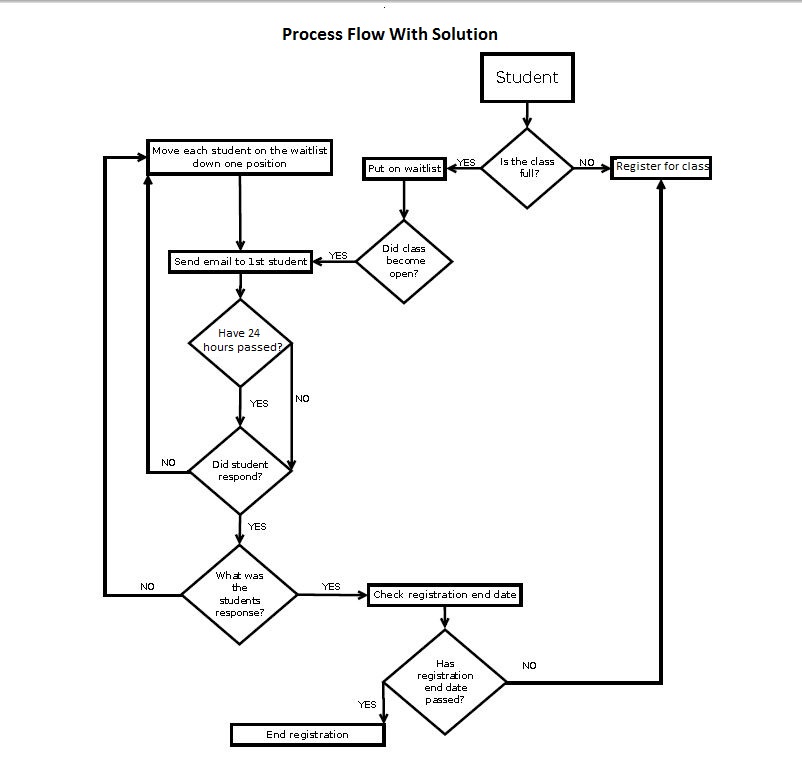 Process Flow With Solution
Student
Is the class
full?
YES
NO
Put on waitlist
Register for class
Move each student on the waitlist
down one position
Did class
become
open?
YES
Send email to 1st student
Have 24
hours passed?
YES
NO
Did student
respond?
NO
YES
What was
the
students
response?
NO
YES
Check registration end date
Has
registration
end date
passed?
NO
YES
End registration